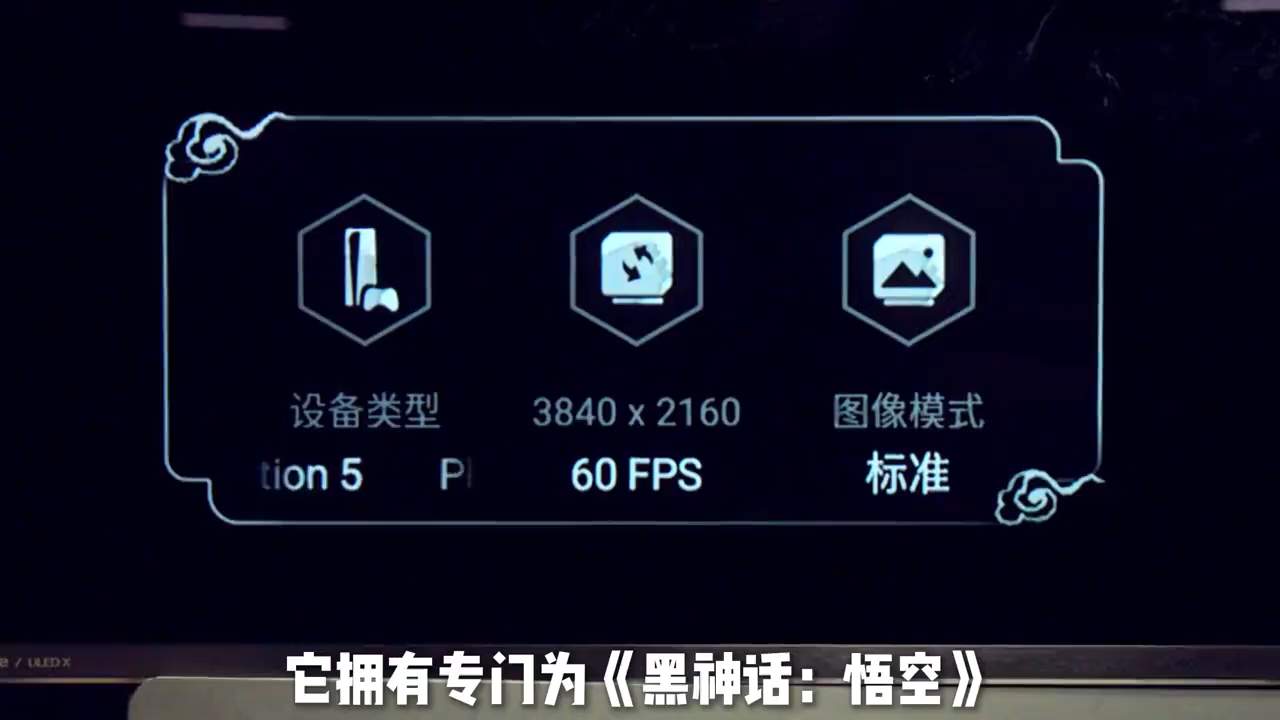 设备类型
3840 x 2160
图像模式
tion 5
60 FPS
标准
/ ULED X
它拥有专门为《黑神话：悟空》